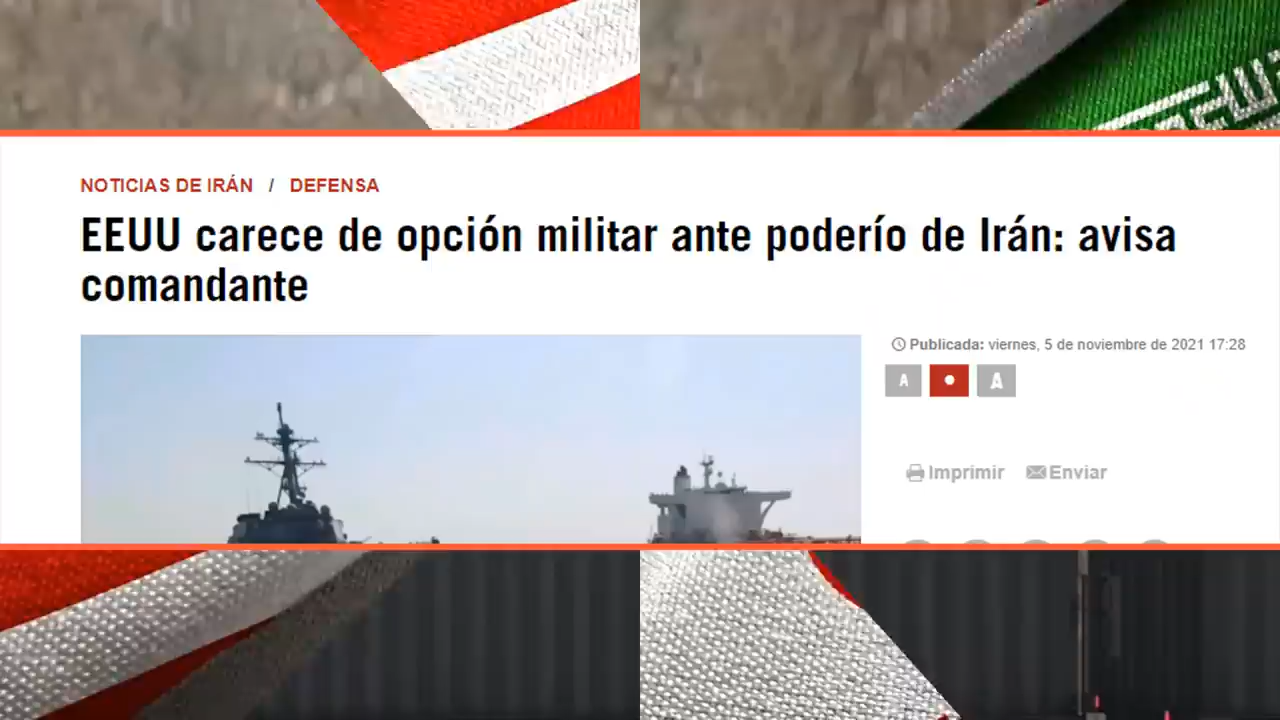 NOTICIAS DE IRÁN / DEFENSA
EEUU carece de opción militar ante poderío de Irán: avisa
comandante
Publicada: viernes, 5 de noviembre de 2021 17:28
A A
Imprimir Enviar